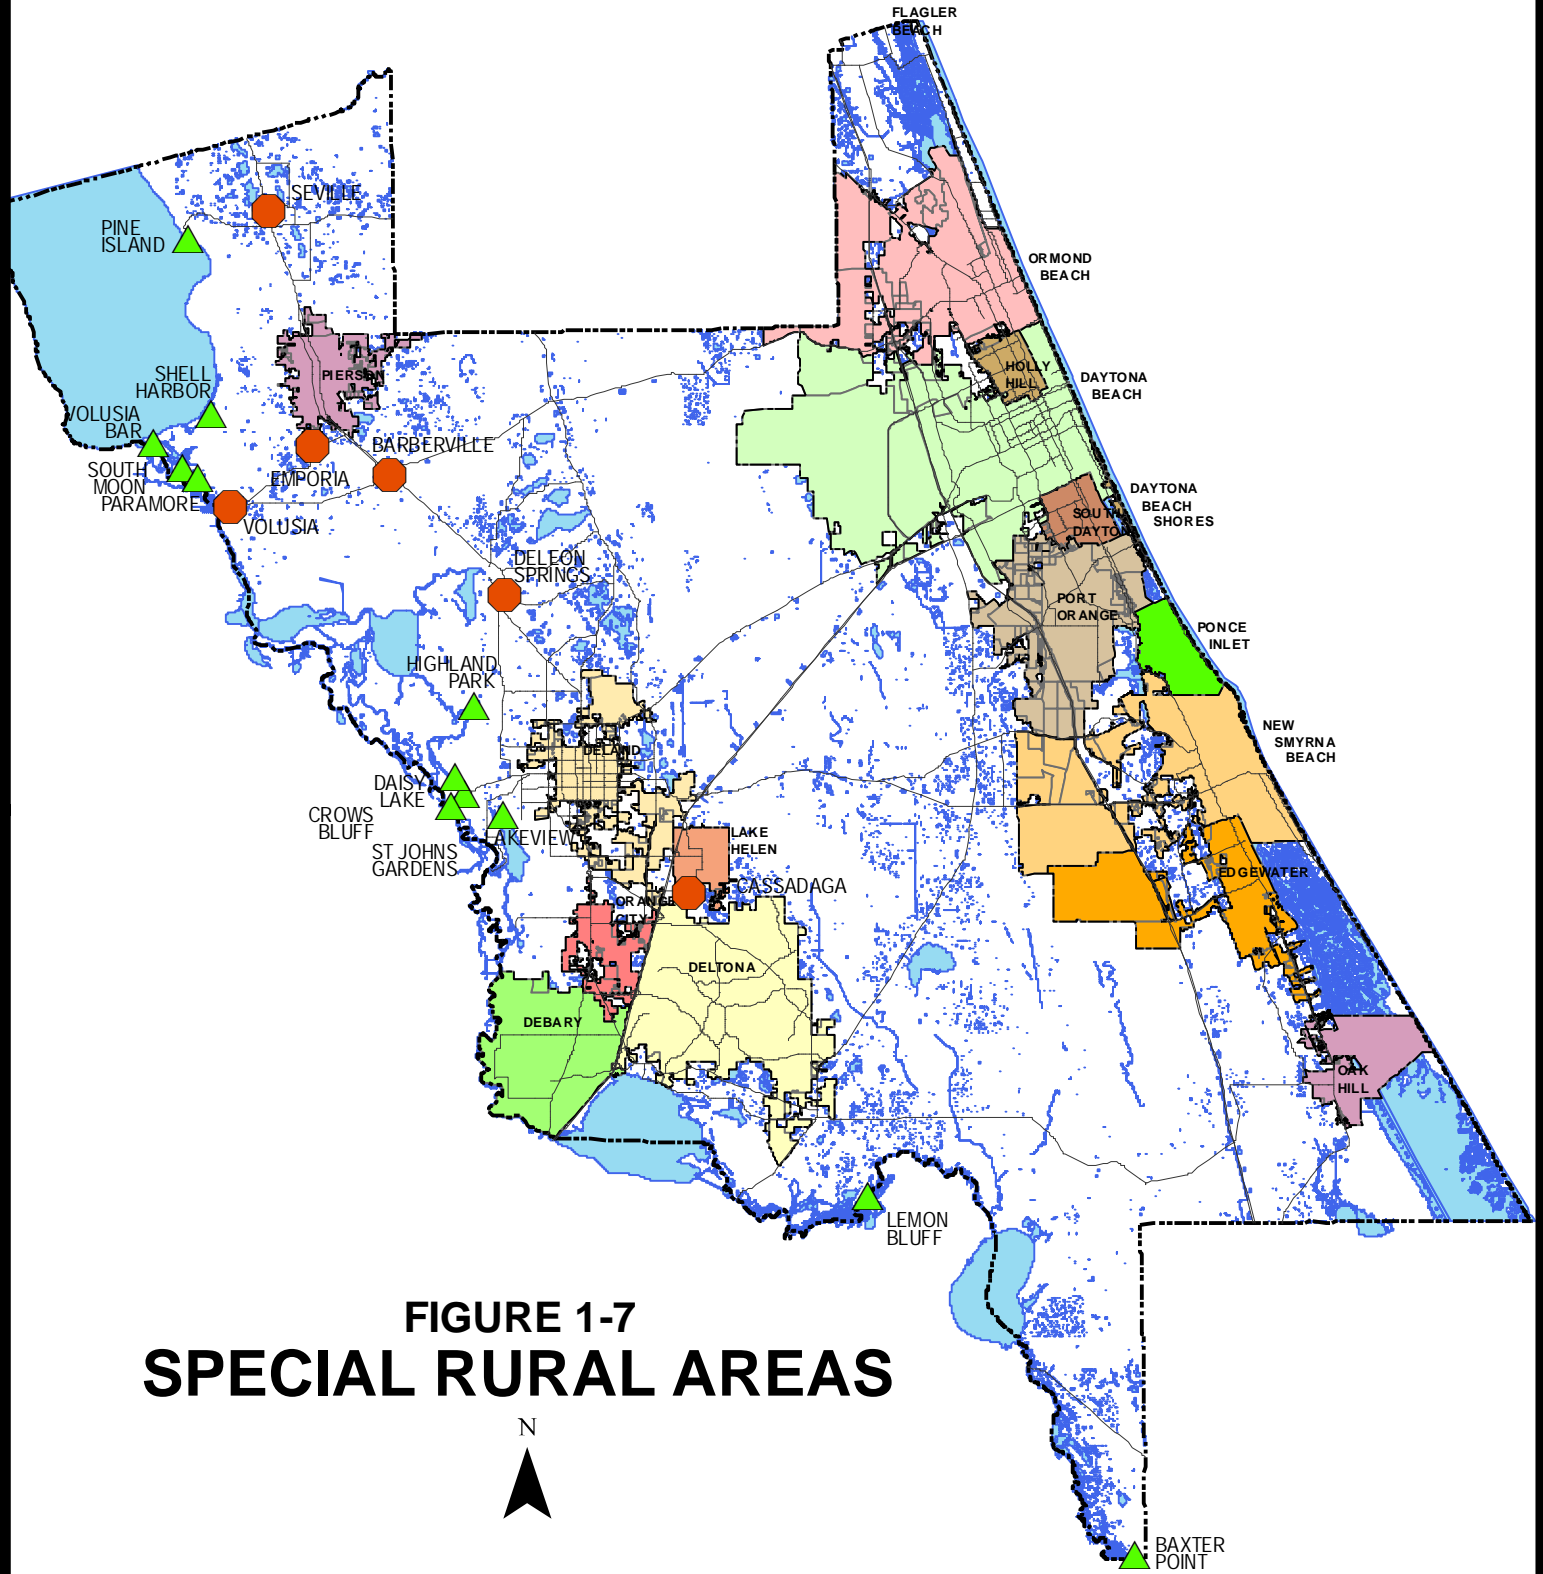 FLAGLER
BEACH
SEVILLE
PINE
ISLAND
ORMOND
BEACH
SHELL
HARBOR
PIERSON
HOLLY
HILL
DAYTONA
BEACH
VOLUSIA
BAR
BARBERVILLE
SOUTH
MOON
PARAMORE
EMPORIA
VOLUSIA
DAYTONA
BEACH
SHORES
SOUTH
DAYTONA
DELEON
SPRINGS
PORT
ORANGE
PONCE
INLET
HIGHLAND
PARK
NEW
SMYRNA
BEACH
DELAND
DAISY
LAKE
CROWS
BLUFF
LAKEVIEW
ST JOHNS
GARDENS
LAKE
HELEN
EDGEWATER
CASSADAGA
ORANGE
CITY
DELTONA
DEBARY
OAK
HILL
LEMON
BLUFF
FIGURE 1-7
SPECIAL RURAL AREAS
N
BAXTER
POINT